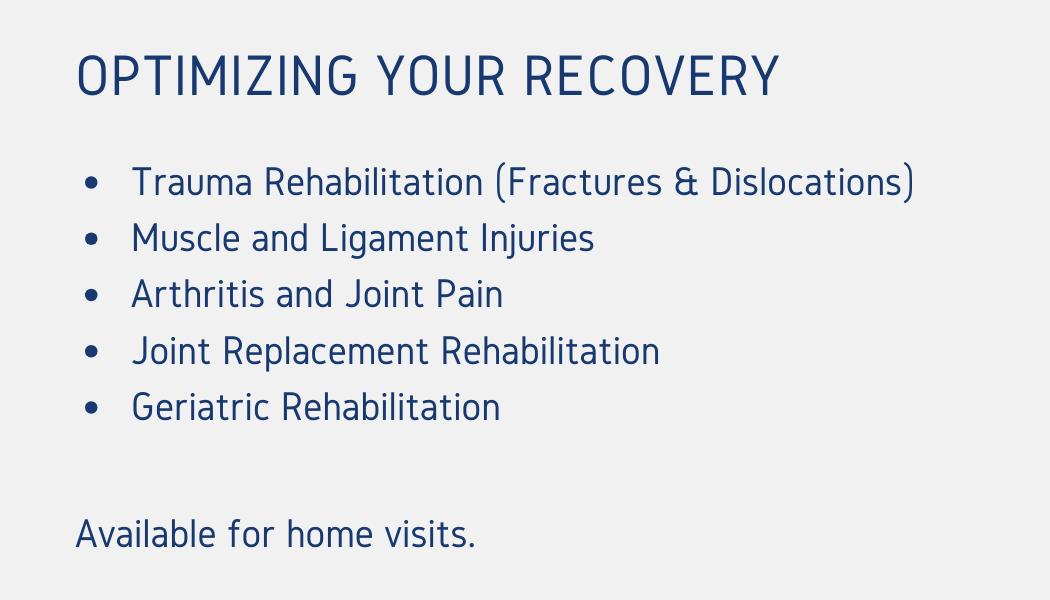 OPTIMIZING YOUR RECOVERY
• Trauma Rehabilitation (Fractures & Dislocations)
• Muscle and Ligament Injuries
• Arthritis and Joint Pain
• Joint Replacement Rehabilitation
• Geriatric Rehabilitation
Available for home visits.